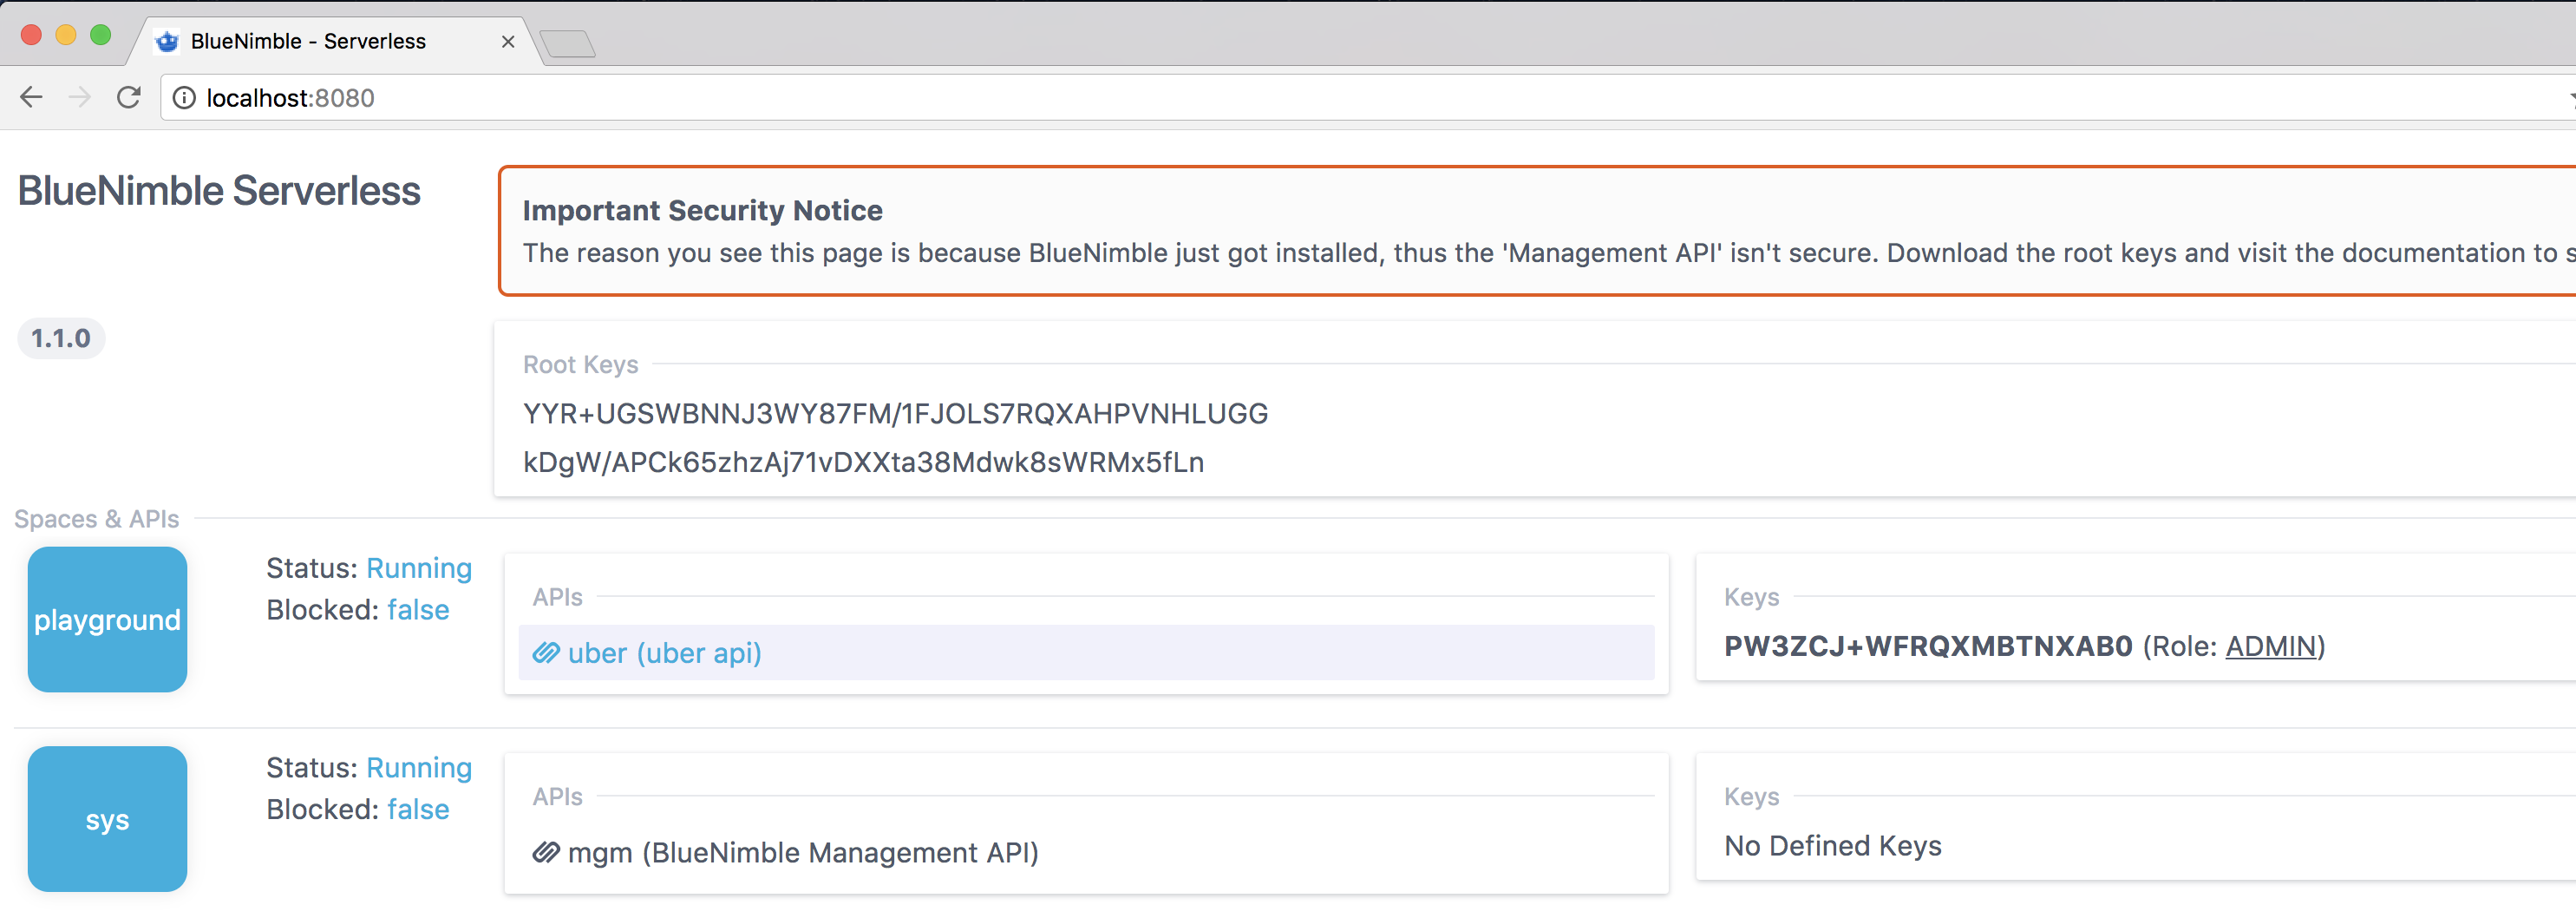 BlueNimble - Serverless
localhost:8080
BlueNimble Serverless
Important Security Notice
The reason you see this page is because BlueNimble just got installed, thus the 'Management API' isn't secure. Download the root keys and visit the documentation to
1.1.0
Root Keys
YYR+UGSWBNNJ3WY87FM/1FJOLS7RQXAHPVNHLUGG
kDgW/APCk65zhzAj71vDXXta38Mdwk8sWRMx5fLn
Spaces & APIs
playground
Status: Running
Blocked: false
APIs
uber (uber api)
Keys
PW3ZCJ+WFRQXMBTNXAB0 (Role: ADMIN)
sys
Status: Running
Blocked: false
APIs
mgm (BlueNimble Management API)
Keys
No Defined Keys